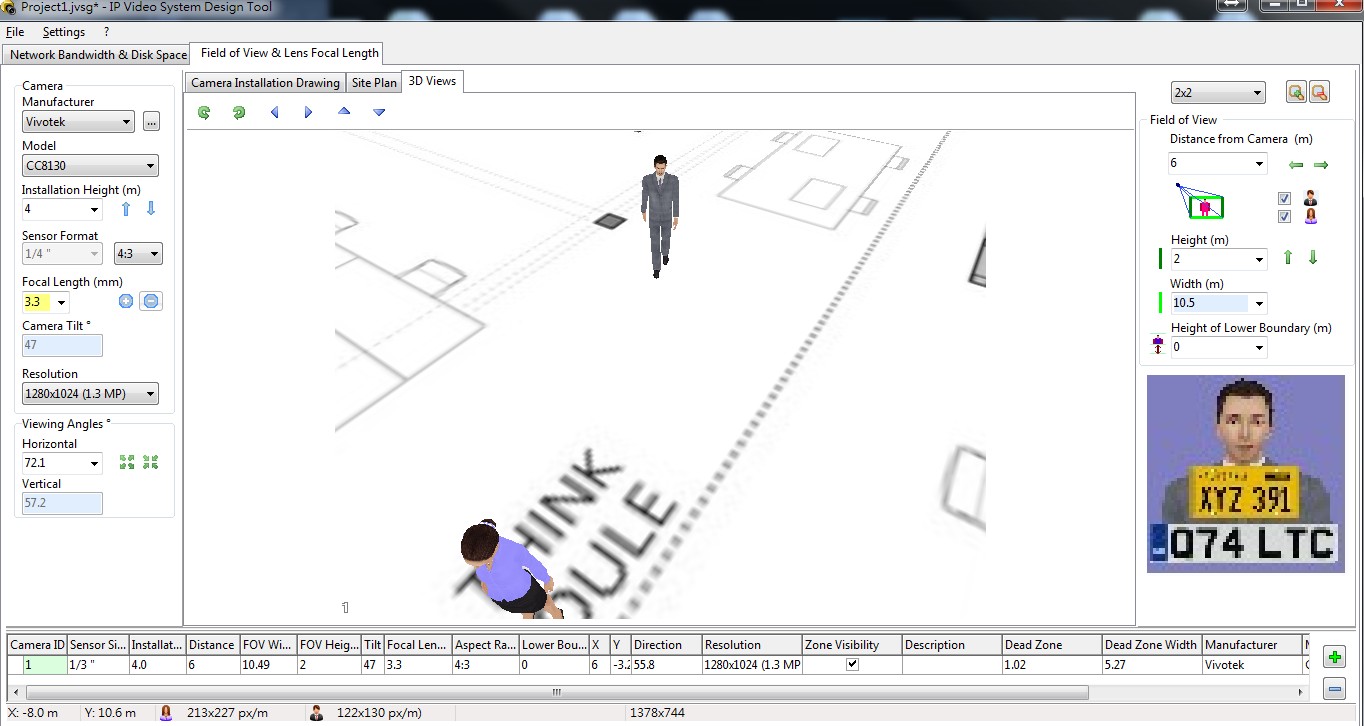 Project1.jvsg* - IP Video System Design Tool
File Settings ?
Network Bandwidth & Disk Space Field of View & Lens Focal Length
Camera Installation Drawing Site Plan 3D Views
Camera
Manufacturer
Vivotek ...
Model
CC8130
Installation Height (m)
4
Sensor Format
1/4 " 4:3
Focal Length (mm)
3.3
Camera Tilt °
47
Resolution
1280x1024 (1.3 MP)
Viewing Angles °
Horizontal
72.1
Vertical
57.2
THINK
OULE
1
2x2
Field of View
Distance from Camera (m)
6
Height (m)
2
Width (m)
10.5
Height of Lower Boundary (m)
0
XYZ 391
074 LTC
Camera ID Sensor Si... Installat... Distance FOV Wi... FOV Heig... Tilt Focal Len... Aspect Ra... Lower Bou... X Y Direction Resolution Zone Visibility Description Dead Zone Dead Zone Width Manufacturer
1 1/3 " 4.0 6 10.49 2 47 3.3 4:3 0 6 -3.2 55.8 1280x1024 (1.3 MP 1.02 5.27 Vivotek
X: -8.0 m Y: 10.6 m 213x227 px/m 122x130 px/m) 1378x744